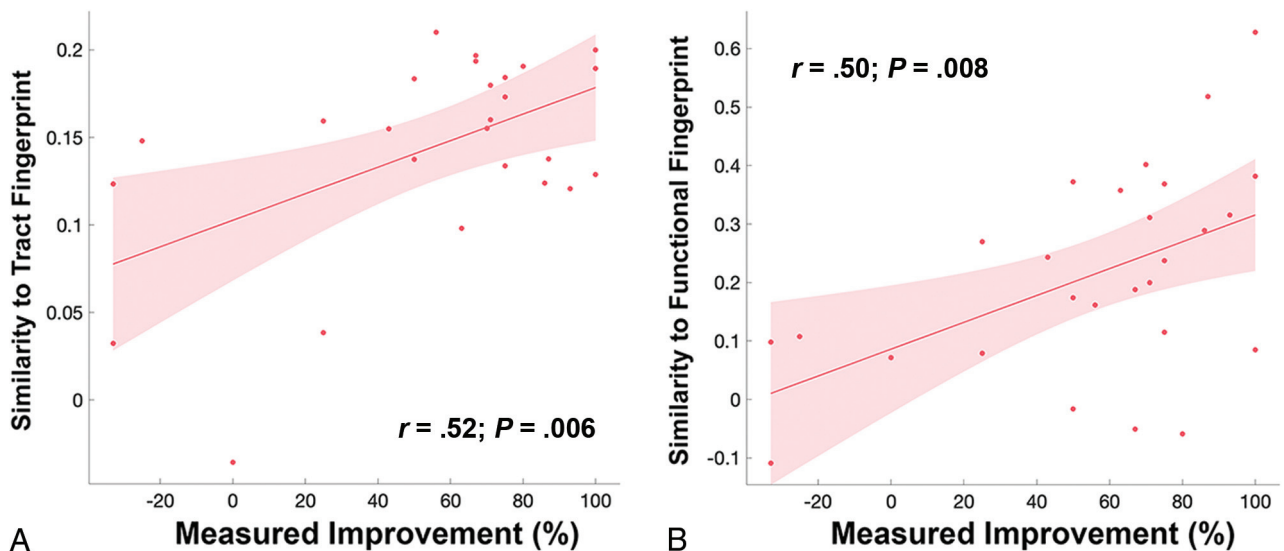 Similarity to Tract Fingerprint
0.2
0.15
0.1
0.05
0
r = .52; P = .006
-20 0 20 40 60 80 100
Measured Improvement (%)
A
Similarity to Functional Fingerprint
0.6
0.5
0.4
0.3
0.2
0.1
0
-0.1
r = .50; P = .008
-20 0 20 40 60 80 100
Measured Improvement (%)
B